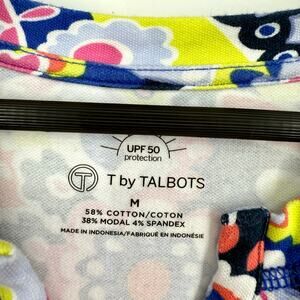 UPF 50
protection
T by TALBOTS
M
58% COTTON/COTON
38% MODAL 4% SPANDEX
MADE IN INDONESIA/FABRIQUÉ EN INDONÉSIE